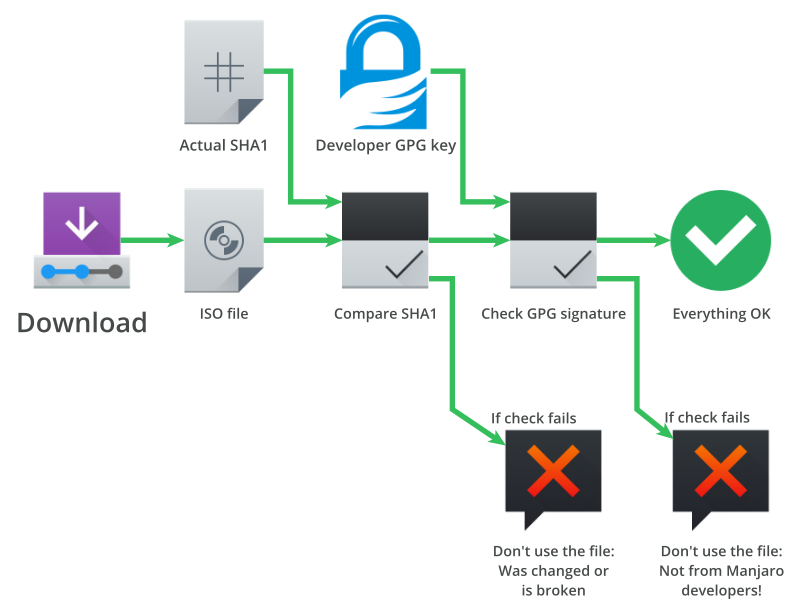 Actual SHA1
Developer GPG key
Download
ISO file
Compare SHA1
Check GPG signature
Everything OK
If check fails
If check fails
Don't use the file:
Was changed or
is broken
Don't use the file:
Not from Manjaro
developers!